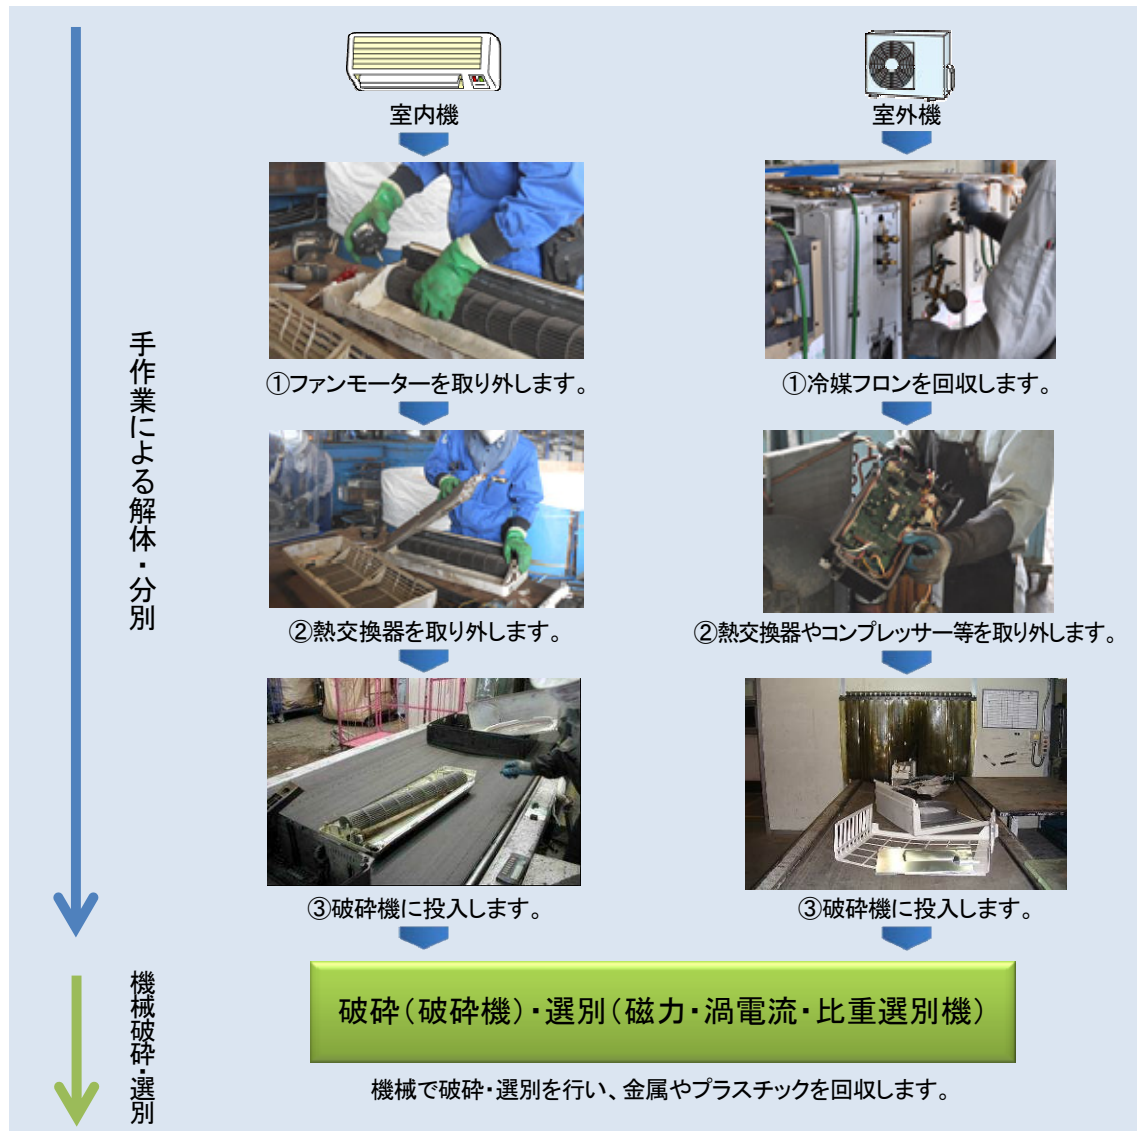 室内機
室外機
①ファンモーターを取り外します。
①冷媒フロンを回収します。
②熱交換器を取り外します。
②熱交換器やコンプレッサー等を取り外します。
③破砕機に投入します。
③破砕機に投入します。
手作業による解体・分別
破砕(破砕機)・選別(磁力・渦電流・比重選別機)
機械で破砕・選別を行い、金属やプラスチックを回収します。
機械破砕・選別